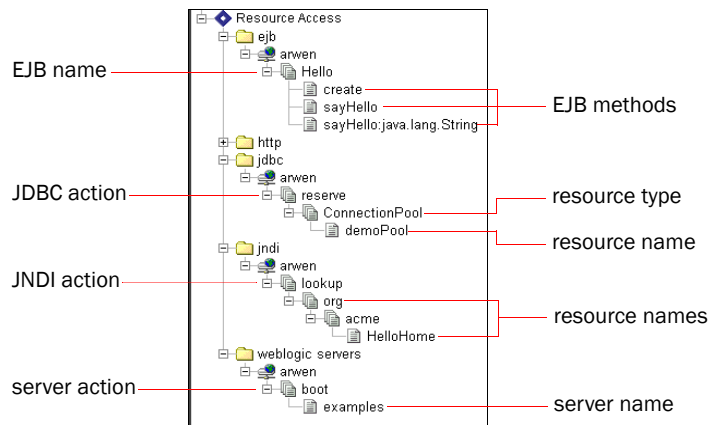 Resource Access
ejb
arwen
EJB name
Hello
create
sayHello
EJB methods
sayHello:java.lang.String
http
jdbc
arwen
JDBC action
reserve
resource type
ConnectionPool
demoPool
resource name
jndi
arwen
JNDI action
lookup
org
acme
resource names
HelloHome
weblogic servers
arwen
server action
boot
examples
server name